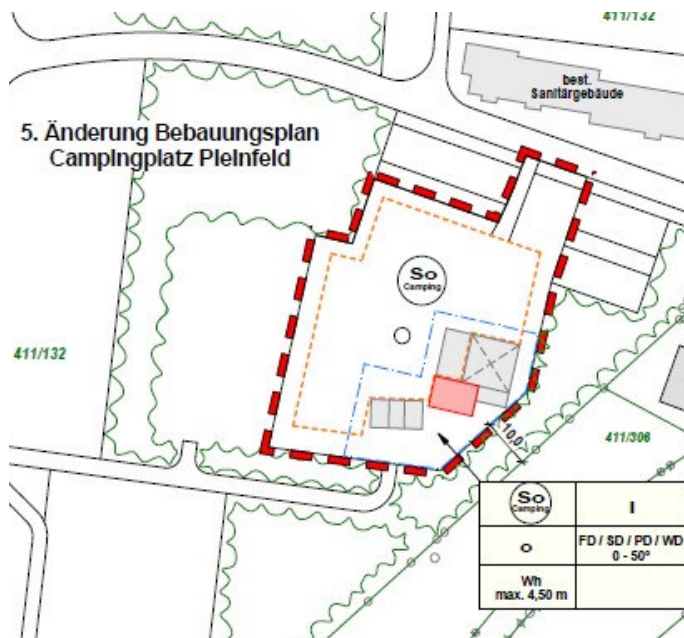 411/132
best.
Sanitärgebäude
5. Änderung Bebauungsplan
Campingplatz Pleinfeld
So
Camping
411/132
10,0
411/306
So
Camping
I
o
FD / SD / PD / WD
0 - 50°
Wh
max. 4,50 m